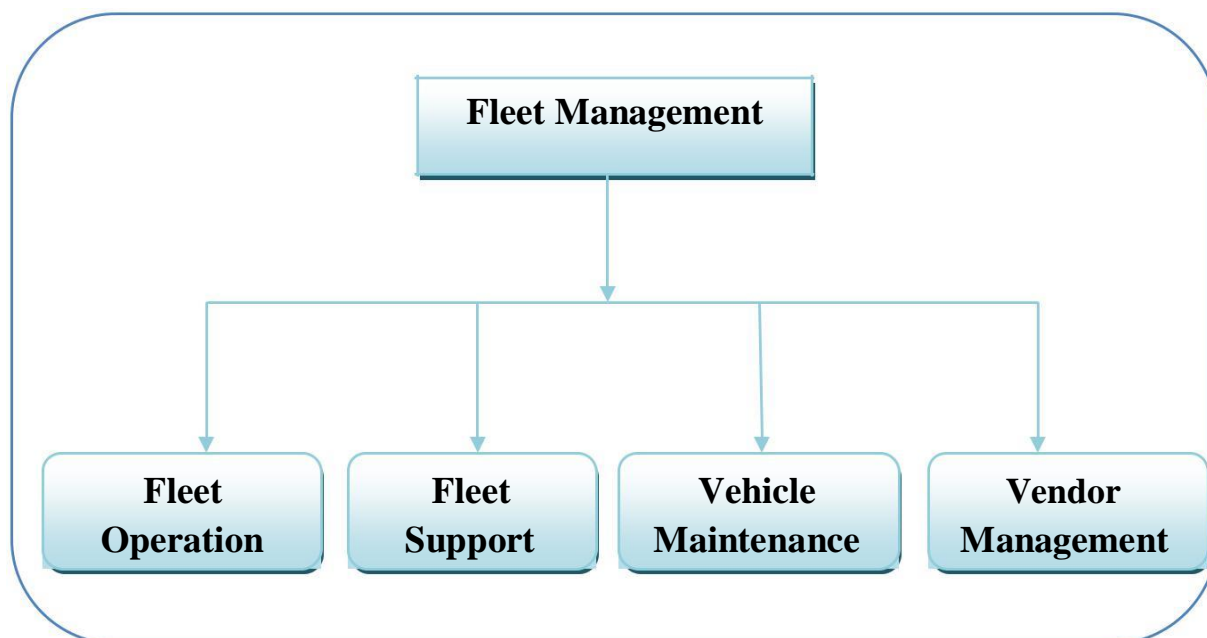 Fleet Management
Fleet
Operation
Fleet
Support
Vehicle
Maintenance
Vendor
Management